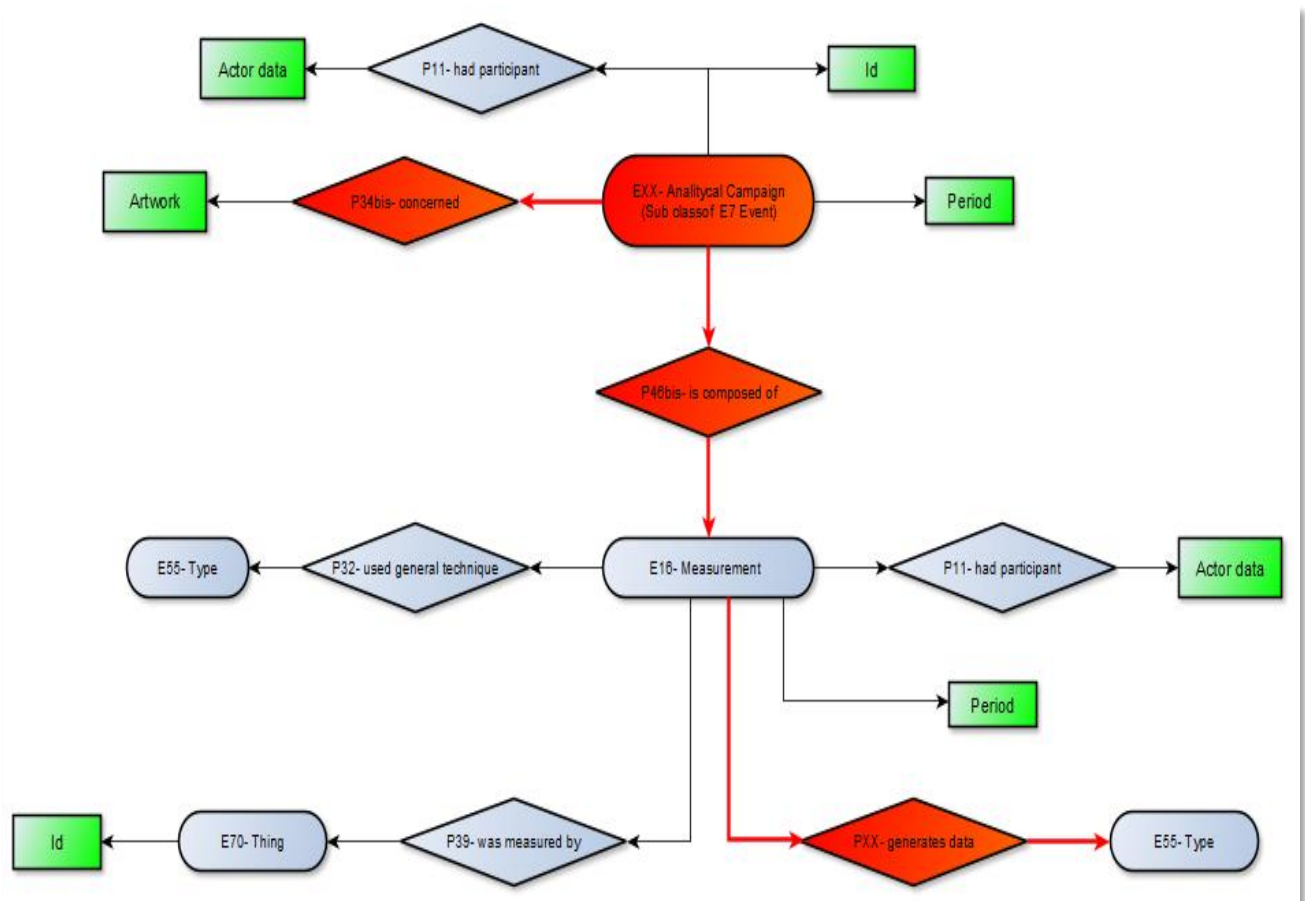 Actor data
P11- had participant
Id
Artwork
P34bis- concerned
EXX- Analitycal Campaign
(Sub classof E7 Event)
Period
P46bis- is composed of
E55- Type
P32- used general technique
E16- Measurement
P11- had participant
Actor data
Period
Id
E70- Thing
P39- was measured by
PXX- generates data
E55- Type